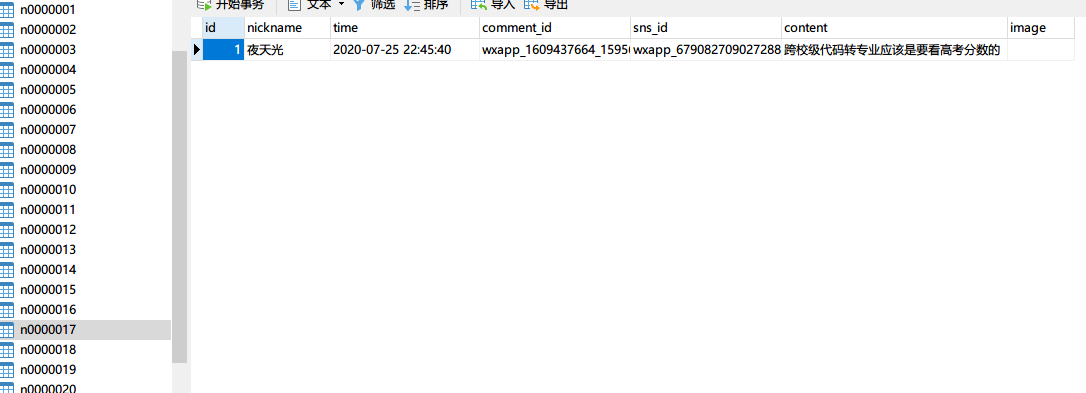 开始事务 文本 筛选 排序 导入 导出
id nickname time comment_id sns_id content image
1 夜天光 2020-07-25 22:45:40 wxapp_1609437664_1595 wxapp_679082709027288 跨校级代码转专业应该是要看高考分数的
n0000001
n0000002
n0000003
n0000004
n0000005
n0000006
n0000007
n0000008
n0000009
n0000010
n0000011
n0000012
n0000013
n0000014
n0000015
n0000016
n0000017
n0000018
n0000019
n0000020